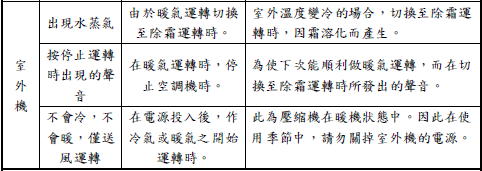 室外機
出現水蒸氣
由於暖氣運轉切換
至除霜運轉時。
室外溫度變冷的場合，切換至除霜運
轉時，因霜溶化而產生。
按停止運轉
時出現的聲
音
在暖氣運轉時，停
止空調機時。
為使下次能順利做暖氣運轉，而在切
換至除霜運轉時所發出的聲音。
不會冷，不
會暖，僅送
風運轉
在電源投入後，作
冷氣或暖氣之開始
運轉時。
此為壓縮機在暖機狀態中。因此在使
用季節中，請勿關掉室外機的電源。